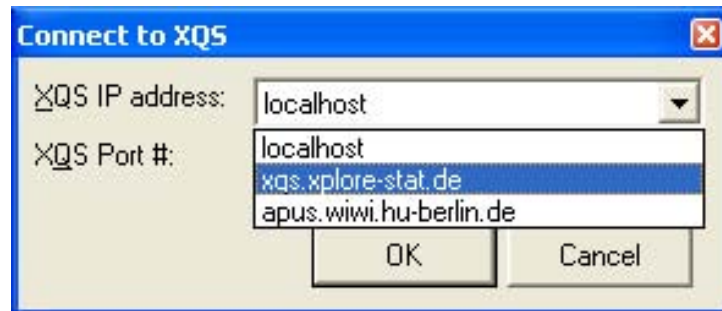 Connect to XQS
XQS IP address: localhost
XQS Port #: localhost
xqs.xplore-stat.de
apus.wiwi.hu-berlin.de
OK Cancel